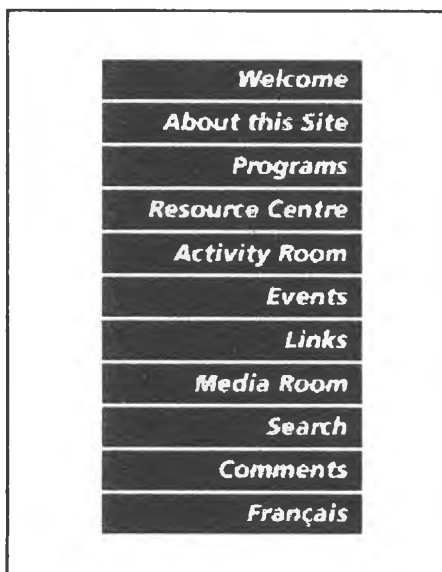 Welcome
About this Site
Programs
Resource Centre
Activity Room
Events
Links
Media Room
Search
Comments
Français